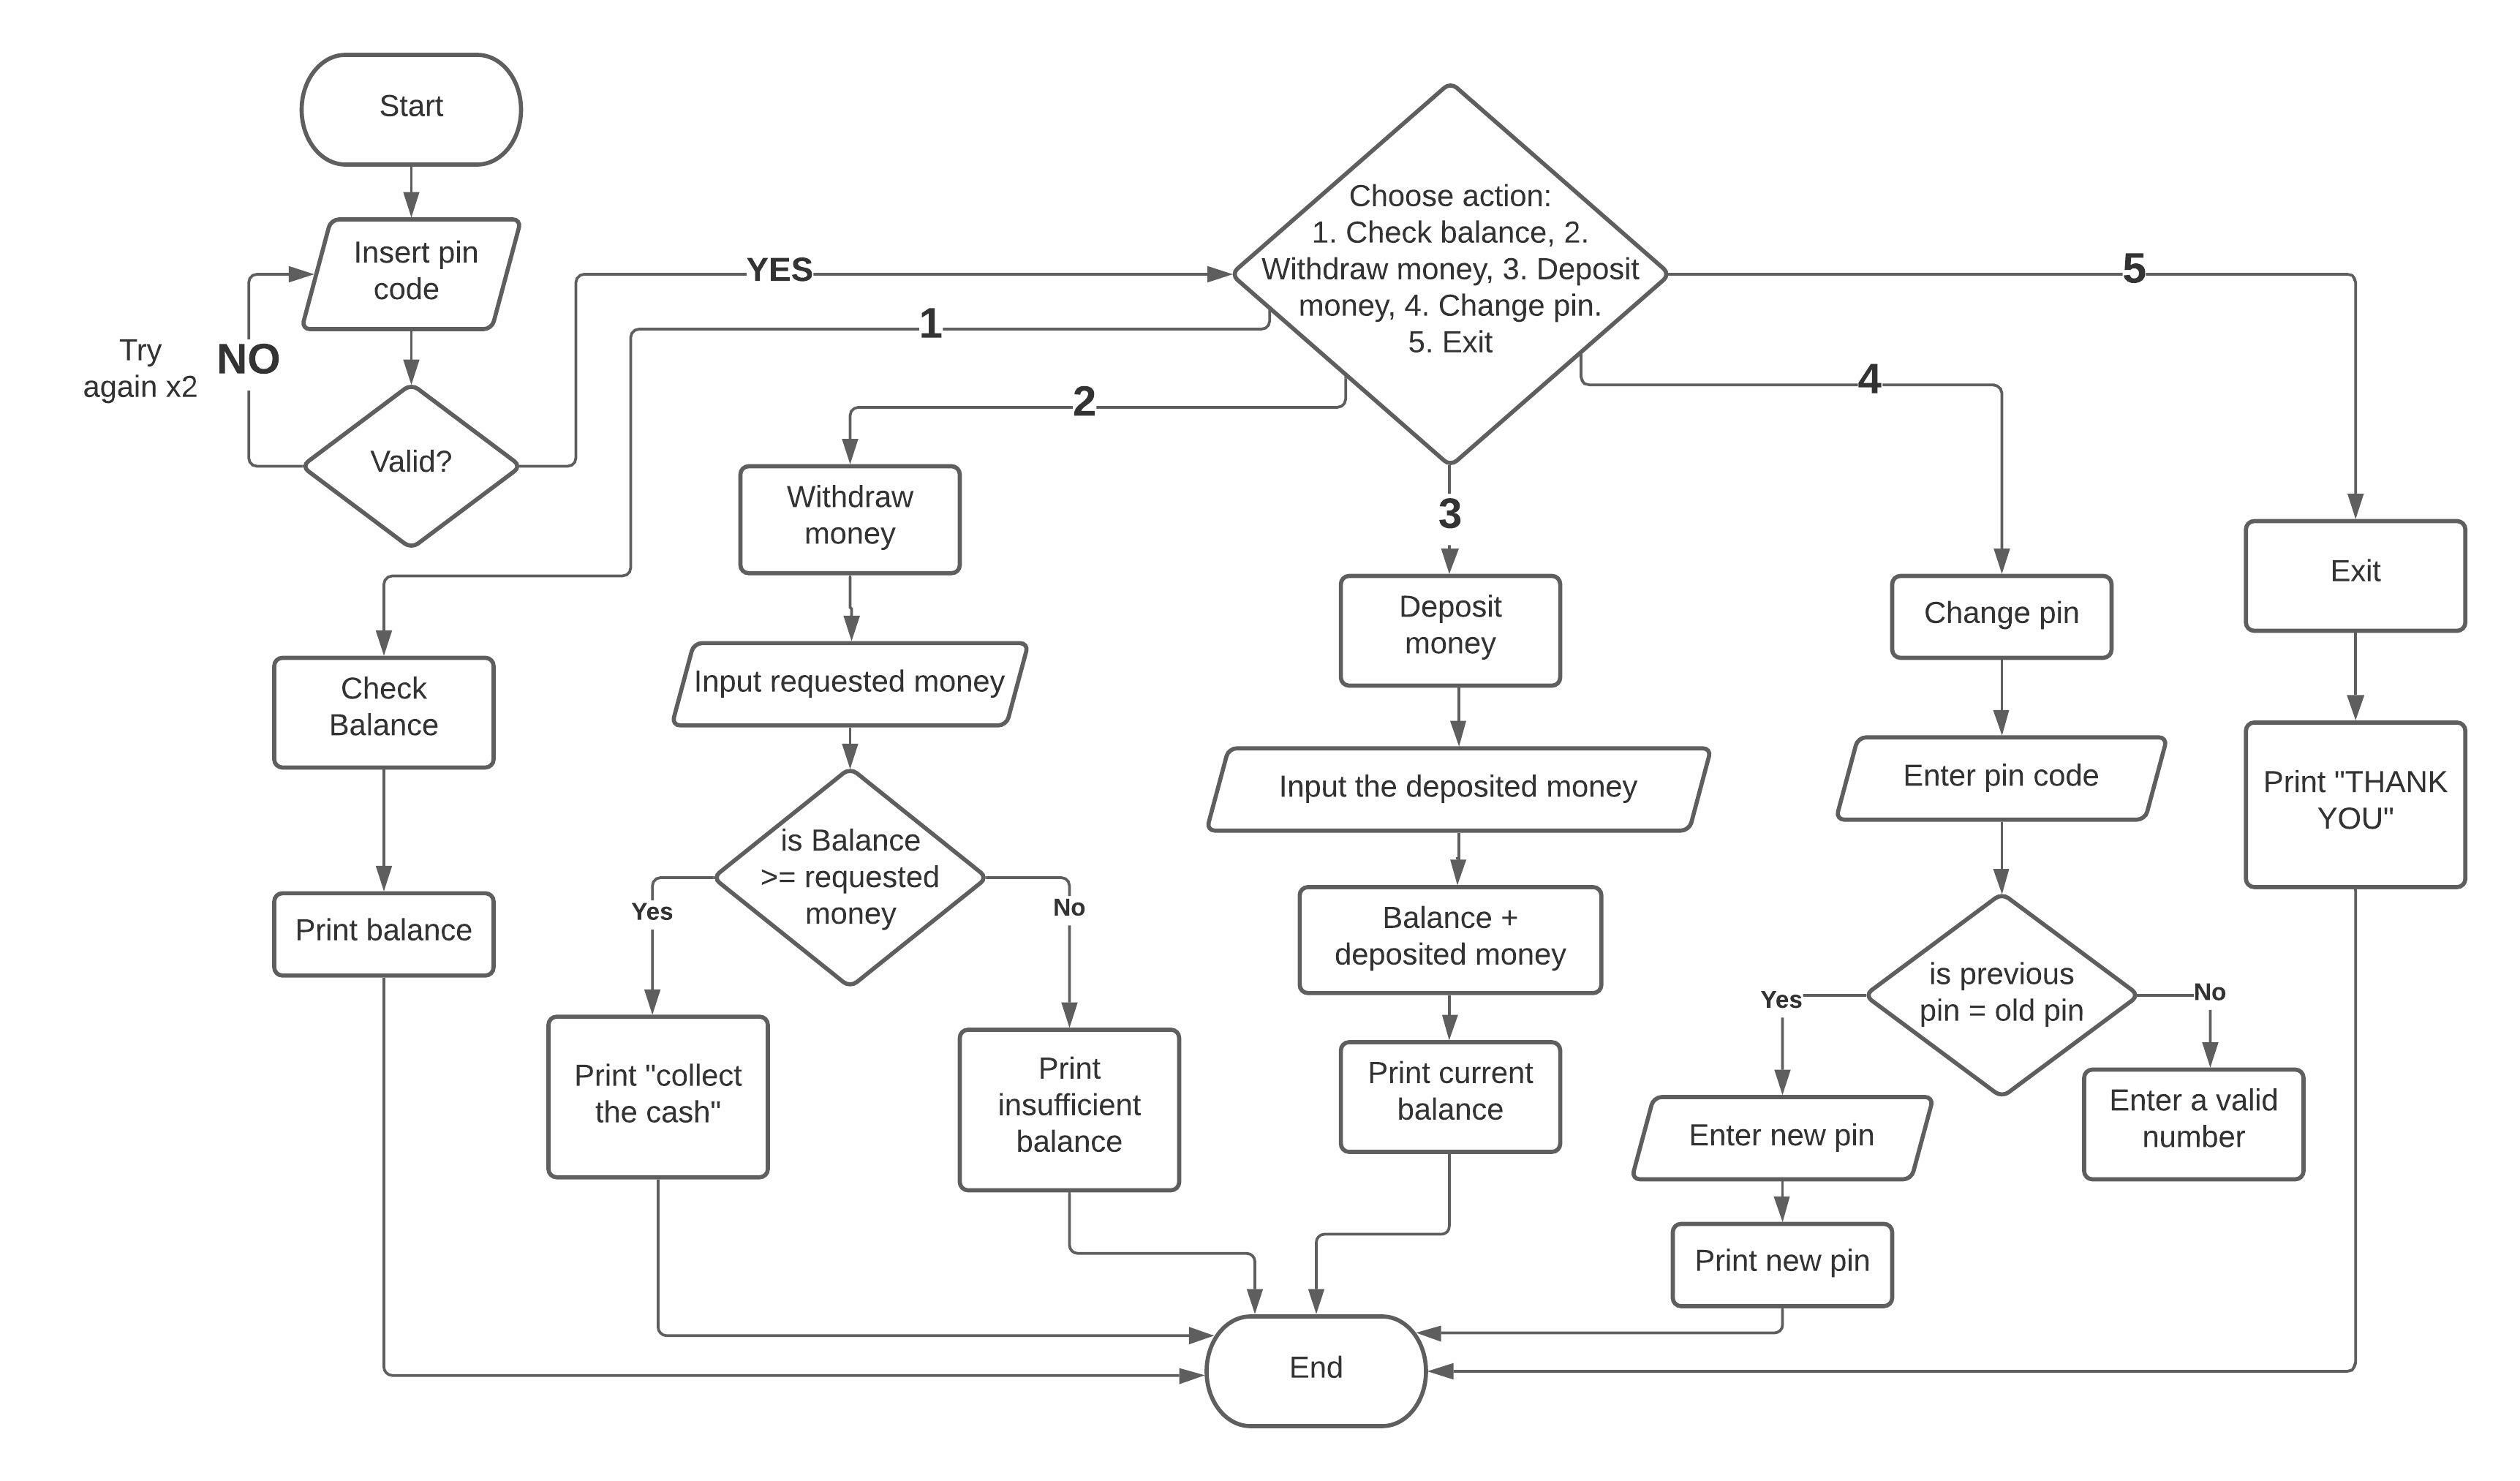 Start
Insert pin
code
Try
again x2
NO
Valid?
YES
Choose action:
1. Check balance, 2.
Withdraw money, 3. Deposit
money, 4. Change pin.
5. Exit
1
2
3
4
5
Check
Balance
Print balance
Withdraw
money
Input requested money
is Balance
>= requested
money
Yes
No
Print "collect
the cash"
Print
insufficient
balance
Deposit
money
Input the deposited money
Balance +
deposited money
Print current
balance
Change pin
Enter pin code
is previous
pin = old pin
Yes
No
Enter new pin
Print new pin
Enter a valid
number
Exit
Print "THANK
YOU"
End